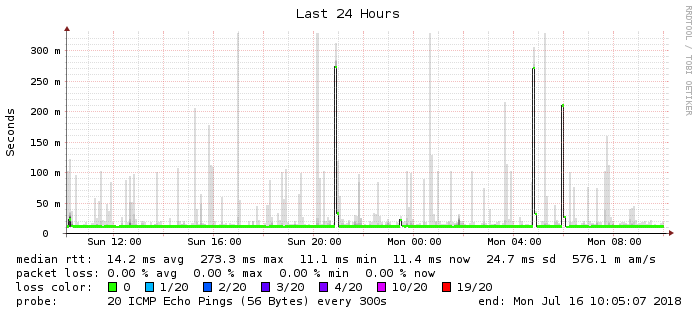 Last 24 Hours
RRDTOOL / TOBI OETIKER
Seconds
300 m
250 m
200 m
150 m
100 m
50 m
0
Sun 12:00 Sun 16:00 Sun 20:00 Mon 00:00 Mon 04:00 Mon 08:00
median rtt: 14.2 ms avg 273.3 ms max 11.1 ms min 11.4 ms now 24.7 ms sd 576.1 m am/s
packet loss: 0.00 % avg 0.00 % max 0.00 % min 0.00 % now
loss color: 0 1/20 2/20 3/20 4/20 10/20 19/20
probe: 20 ICMP Echo Pings (56 Bytes) every 300s end: Mon Jul 16 10:05:07 2018